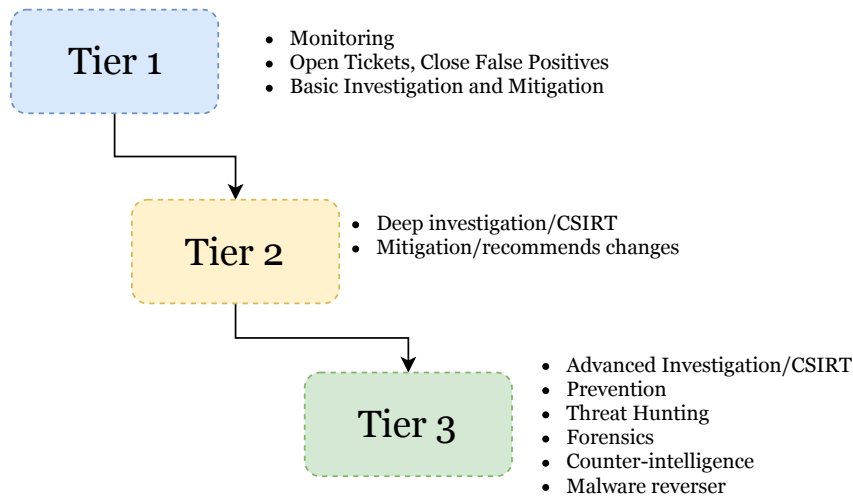 Tier 1
• Monitoring
• Open Tickets, Close False Positives
• Basic Investigation and Mitigation
Tier 2
• Deep investigation/CSIRT
• Mitigation/recommends changes
Tier 3
• Advanced Investigation/CSIRT
• Prevention
• Threat Hunting
• Forensics
• Counter-intelligence
• Malware reverser